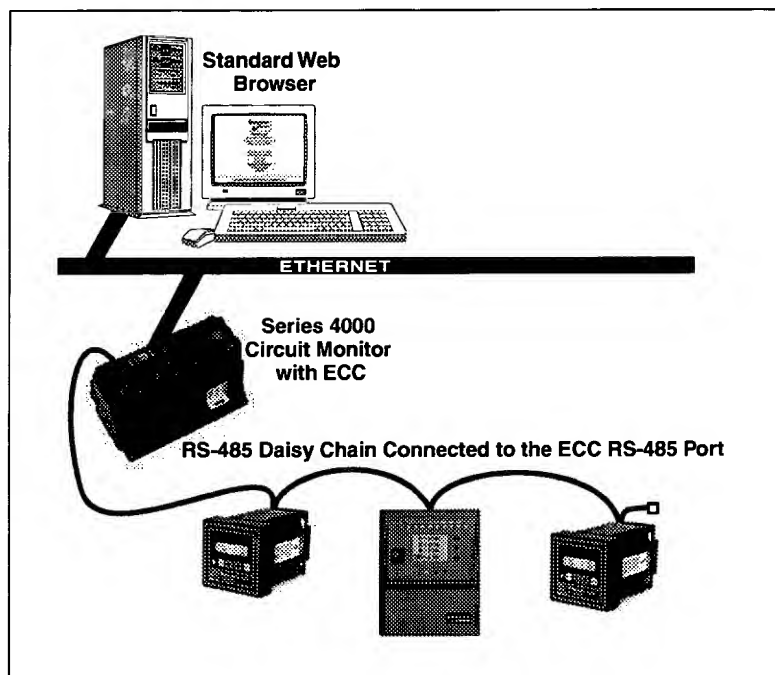 Standard Web
Browser
ETHERNET
Series 4000
Circuit Monitor
with ECC
RS-485 Daisy Chain Connected to the ECC RS-485 Port